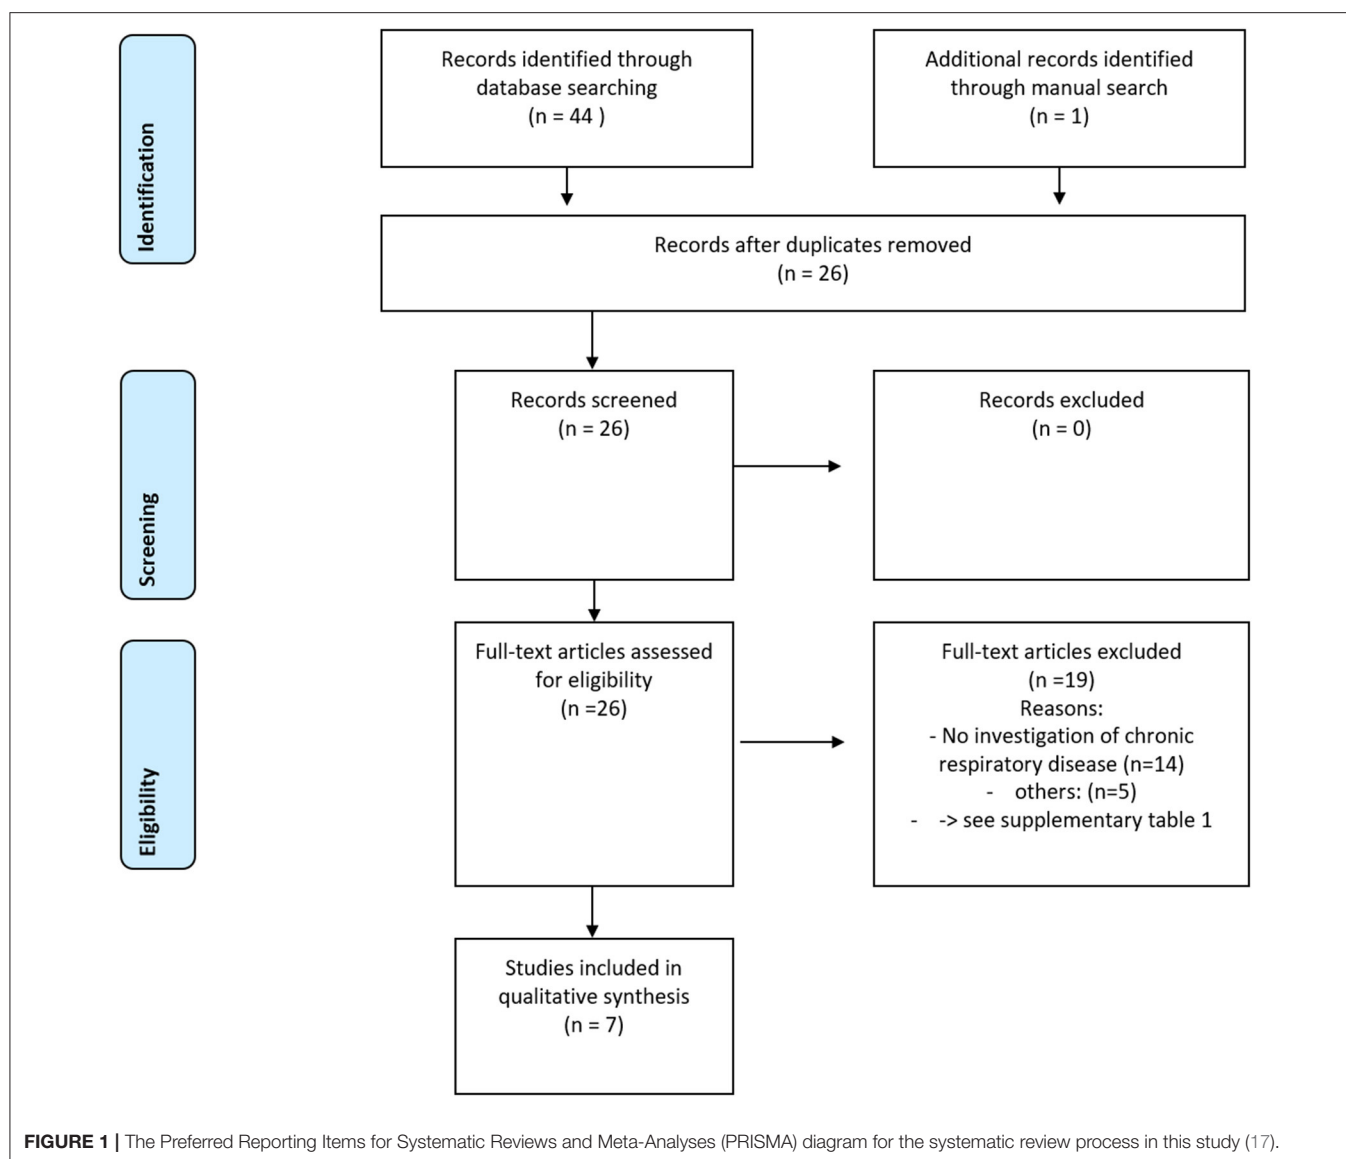 Identification
Records identified through
database searching
(n = 44 )
Additional records identified
through manual search
(n = 1)
Records after duplicates removed
(n = 26)
Screening
Records screened
(n = 26)
Records excluded
(n = 0)
Eligibility
Full-text articles assessed
for eligibility
(n =26)
Full-text articles excluded
(n =19)
Reasons:
- No investigation of chronic
respiratory disease (n=14)
- others: (n=5)
- -> see supplementary table 1
Studies included in
qualitative synthesis
(n = 7)
FIGURE 1 | The Preferred Reporting Items for Systematic Reviews and Meta-Analyses (PRISMA) diagram for the systematic review process in this study (17).